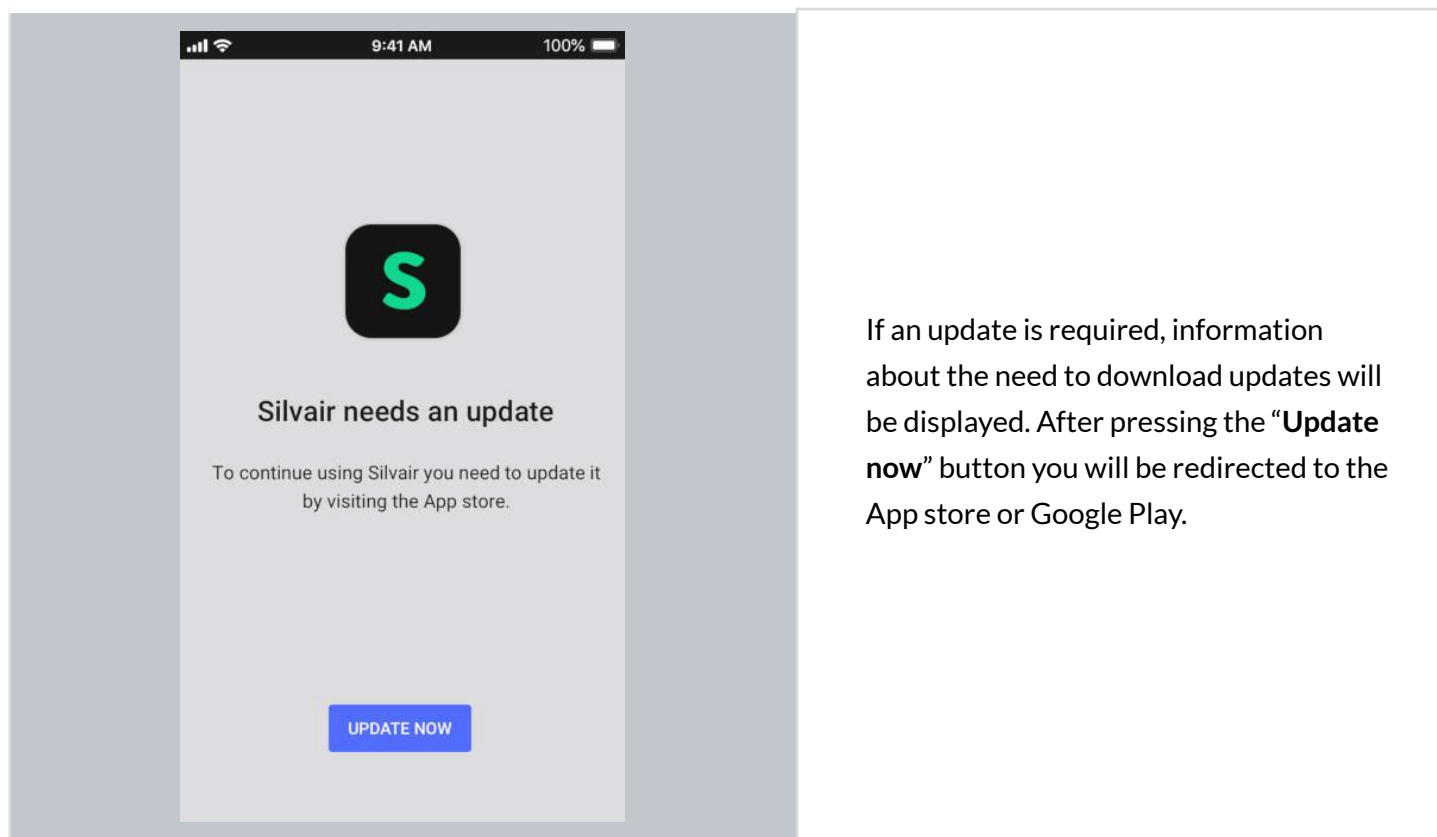 9:41 AM
100%
S
Silvair needs an update
To continue using Silvair you need to update it
by visiting the App store.
UPDATE NOW
If an update is required, information
about the need to download updates will
be displayed. After pressing the “Update
now” button you will be redirected to the
App store or Google Play.